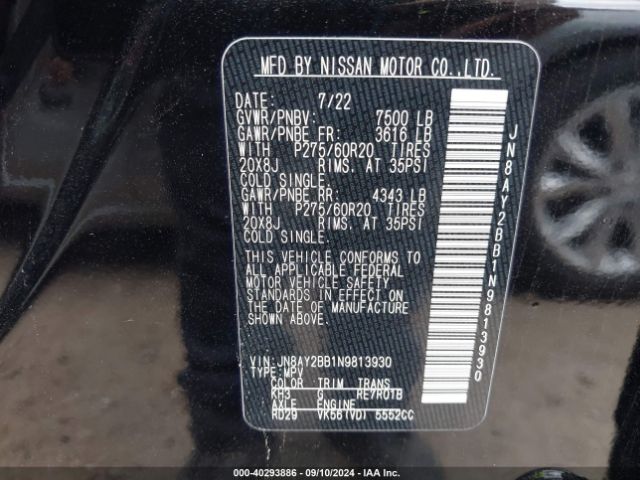 MFD BY NISSAN MOTOR CO.,LTD.
DATE: 7/22
GVWR/PNBV: 7500 LB
GAWR/PNBE FR: 3616 LB
WITH P275/60R20 TIRES
20X8J RIMS. AT 35PSI
COLD SINGLE.
GAWR/PNBE RR: 4343 LB
WITH P275/60R20 TIRES
20X8J RIMS. AT 35PSI
COLD SINGLE.
THIS VEHICLE CONFORMS TO
ALL APPLICABLE FEDERAL
MOTOR VEHICLE SAFETY
STANDARDS IN EFFECT ON
THE DATE OF MANUFACTURE
SHOWN ABOVE.
VIN:JN8AY2BB1N9813930
TYPE:MPV
COLOR TRIM TRANS
KH3 G RE7R0TB
AXLE ENGINE
RD29 VK56(VD) 5552CC
JN8AY2BB1N9813930
000-40293886 - 09/10/2024 - IAA Inc.